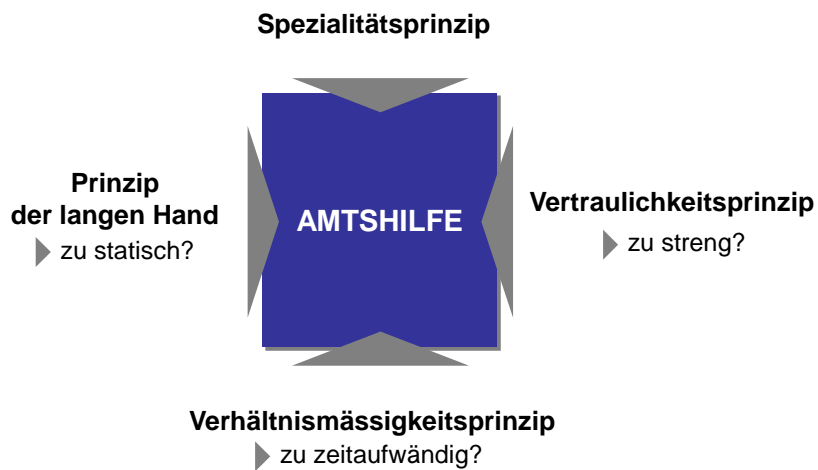 Spezialitätsprinzip
Prinzip
der langen Hand
zu statisch?
AMTSHILFE
Vertraulichkeitsprinzip
zu streng?
Verhältnismässigkeitsprinzip
zu zeitaufwändig?